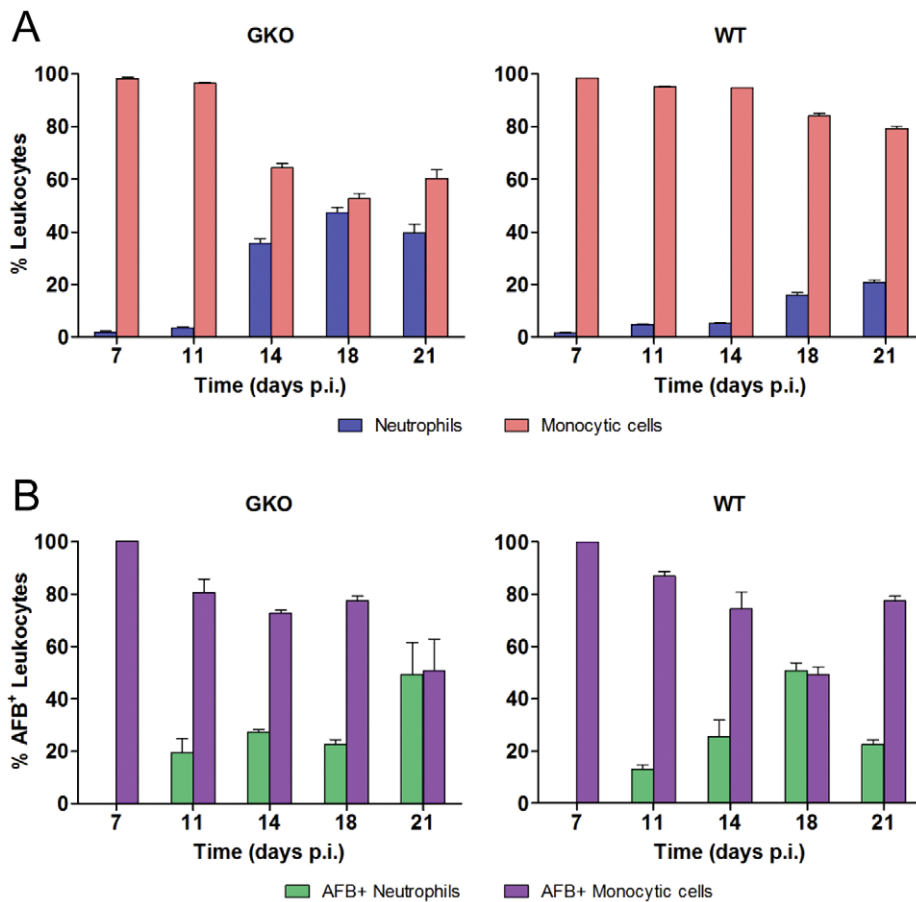 A
GKO
WT
% Leukocytes
100
80
60
40
20
0
7 11 14 18 21
Time (days p.i.)
100
80
60
40
20
0
7 11 14 18 21
Time (days p.i.)
Neutrophils Monocytic cells
B
GKO
WT
% AFB⁺ Leukocytes
100
80
60
40
20
0
7 11 14 18 21
Time (days p.i.)
100
80
60
40
20
0
7 11 14 18 21
Time (days p.i.)
AFB+ Neutrophils AFB+ Monocytic cells